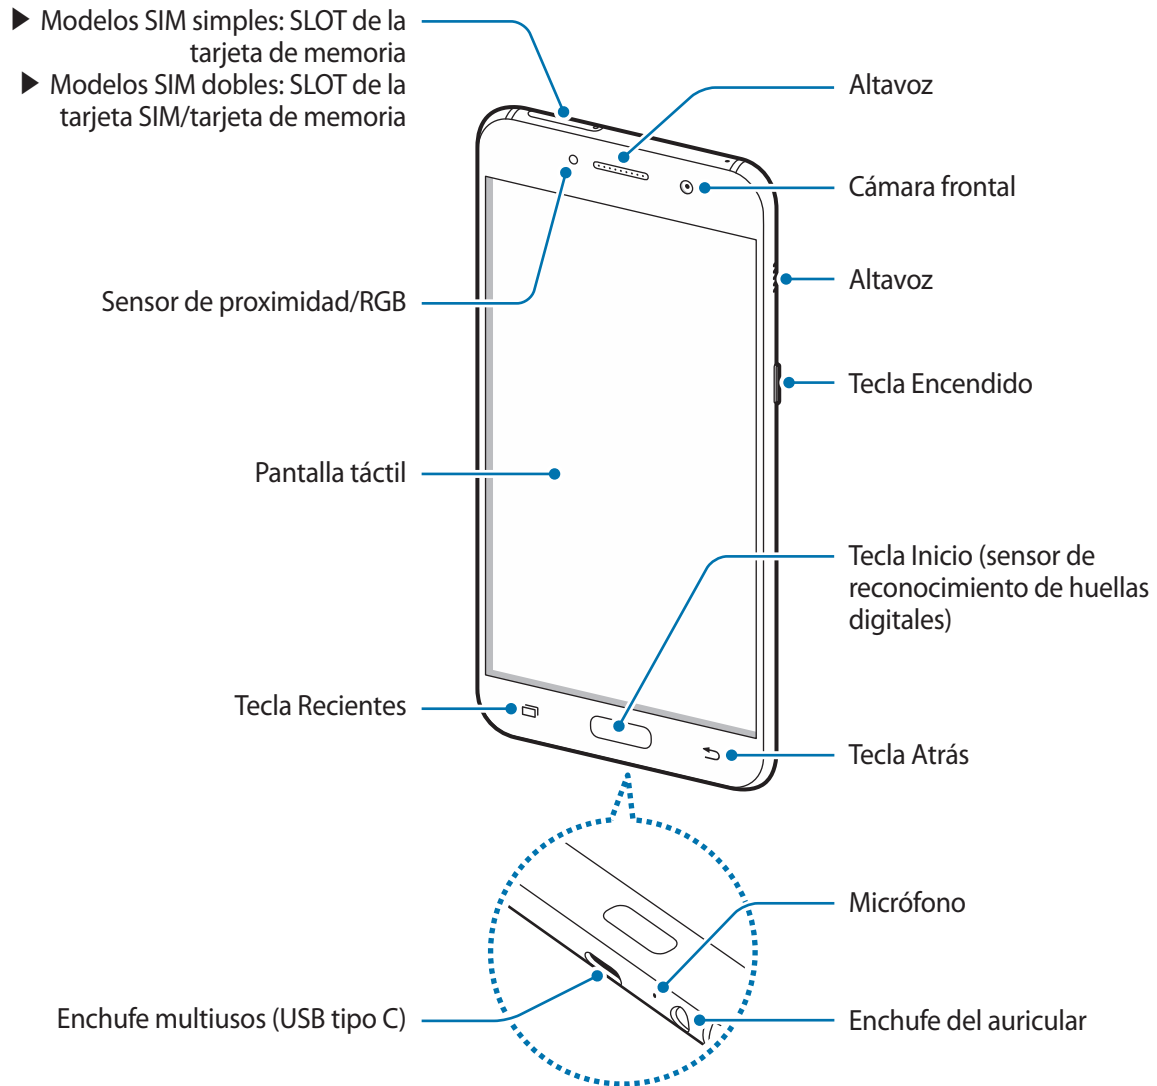 ▶ Modelos SIM simples: SLOT de la
tarjeta de memoria
▶ Modelos SIM dobles: SLOT de la
tarjeta SIM/tarjeta de memoria
Altavoz
Cámara frontal
Altavoz
Sensor de proximidad/RGB
Tecla Encendido
Pantalla táctil
Tecla Inicio (sensor de
reconocimiento de huellas
digitales)
Tecla Recientes
Tecla Atrás
Micrófono
Enchufe multiusos (USB tipo C)
Enchufe del auricular